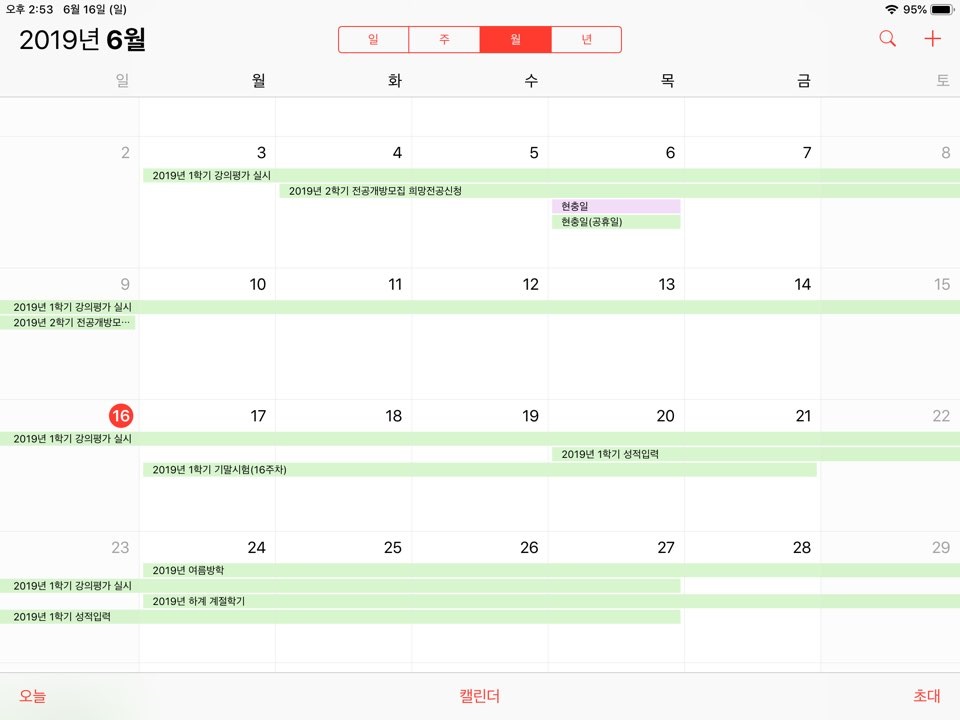 오후 2:53 6월 16일 (일) 95%
2019년 6월
일 주 월 년
일 월 화 수 목 금 토
2 3 4 5 6 7 8
2019년 1학기 강의평가 실시
2019년 2학기 전공개방모집 희망전공신청
현충일
현충일(공휴일)
9 10 11 12 13 14 15
2019년 1학기 강의평가 실시
2019년 2학기 전공개방모…
16 17 18 19 20 21 22
2019년 1학기 강의평가 실시
2019년 1학기 성적입력
2019년 1학기 기말시험(16주차)
23 24 25 26 27 28 29
2019년 여름방학
2019년 1학기 강의평가 실시
2019년 하계 계절학기
2019년 1학기 성적입력
오늘 캘린더 초대